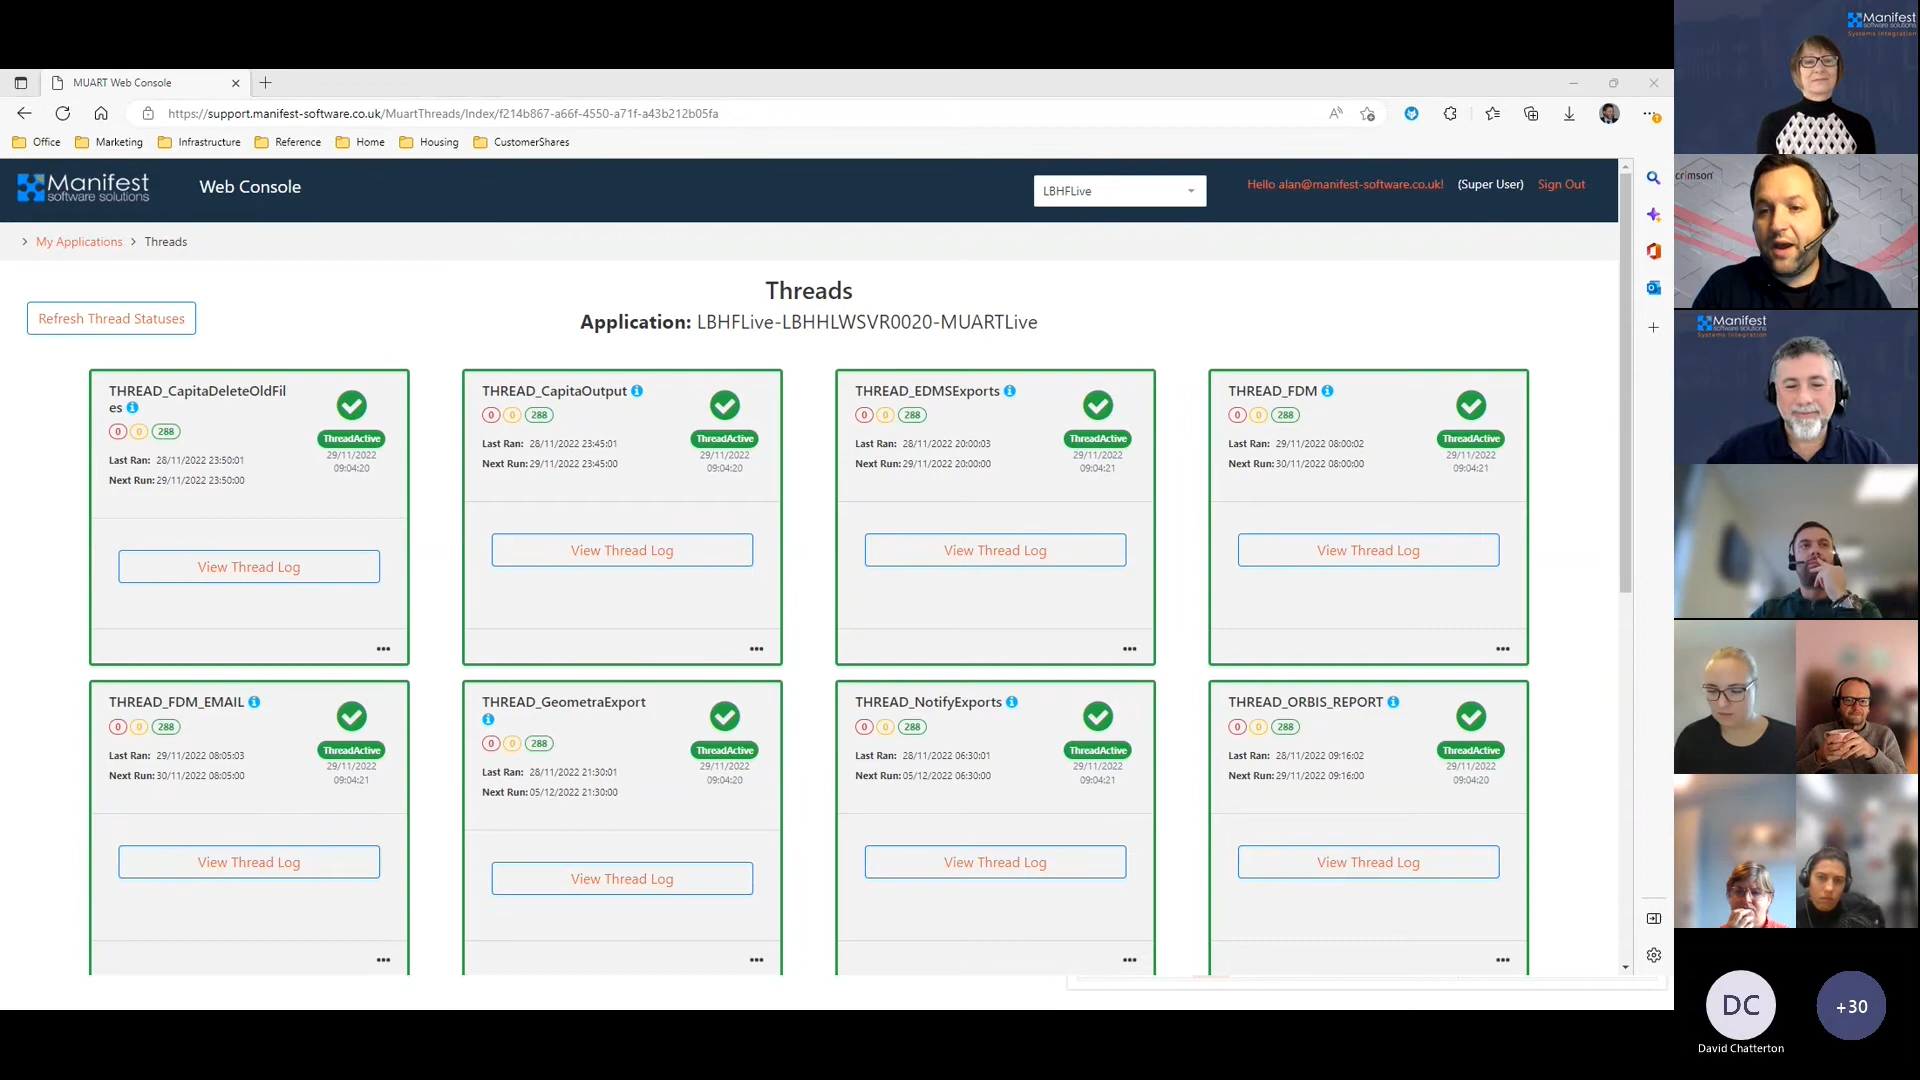 MUART Web Console
https://support.manifest-software.co.uk/MuartThreads/Index/f214b867-a66f-4550-a71f-a43b212b05fa
Office Marketing Infrastructure Reference Home Housing CustomerShares
Manifest
software solutions
Web Console
LBHFLive
Hello alan@manifest-software.co.uk! (Super User) Sign Out
My Applications Threads
Refresh Thread Statuses
Threads
Application: LBHFLive-LBHHLWSVR0020-MUARTLive
THREAD_CapitaDeleteOldFil
es
0 0 288
Last Ran: 28/11/2022 23:50:01
Next Run: 29/11/2022 23:50:00
ThreadActive
29/11/2022
09:04:20
View Thread Log
THREAD_CapitaOutput
0 0 288
Last Ran: 28/11/2022 23:45:01
Next Run: 29/11/2022 23:45:00
ThreadActive
29/11/2022
09:04:20
View Thread Log
THREAD_EDMSExports
0 0 288
Last Ran: 28/11/2022 20:00:03
Next Run: 29/11/2022 20:00:00
ThreadActive
29/11/2022
09:04:21
View Thread Log
THREAD_FDM
0 0 288
Last Ran: 29/11/2022 08:00:02
Next Run: 30/11/2022 08:00:00
ThreadActive
29/11/2022
09:04:21
View Thread Log
THREAD_FDM_EMAIL
0 0 288
Last Ran: 29/11/2022 08:05:03
Next Run: 30/11/2022 08:05:00
ThreadActive
29/11/2022
09:04:21
View Thread Log
THREAD_GeometraExport
0 0 288
Last Ran: 28/11/2022 21:30:01
Next Run: 05/12/2022 21:30:00
ThreadActive
29/11/2022
09:04:20
View Thread Log
THREAD_NotifyExports
0 0 288
Last Ran: 28/11/2022 06:30:01
Next Run: 05/12/2022 06:30:00
ThreadActive
29/11/2022
09:04:21
View Thread Log
THREAD_ORBIS_REPORT
0 0 288
Last Ran: 28/11/2022 09:16:02
Next Run: 29/11/2022 09:16:00
ThreadActive
29/11/2022
09:04:20
View Thread Log
Manifest
software solutions
Systems Integration
crimson
Manifest
software solutions
Systems Integration
DC
David Chatterton
+30